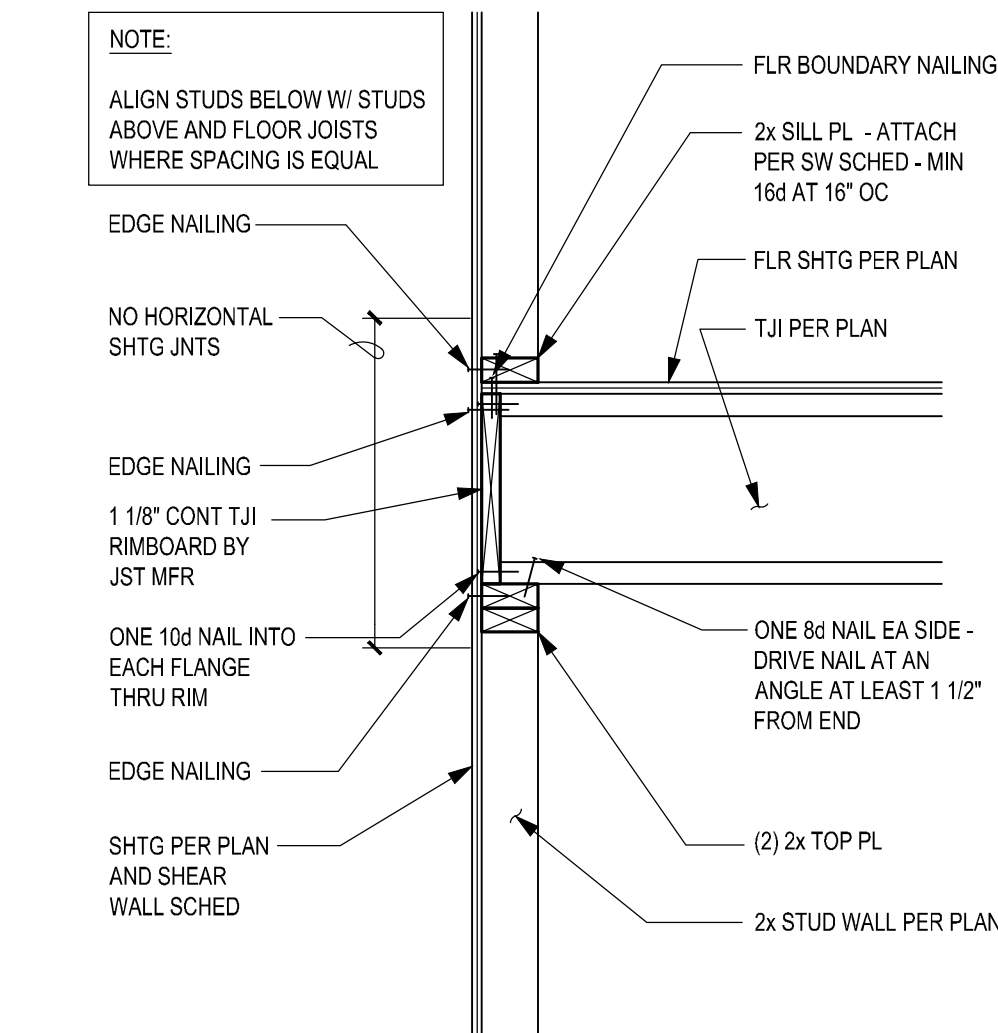 NOTE:
ALIGN STUDS BELOW W/ STUDS
ABOVE AND FLOOR JOISTS
WHERE SPACING IS EQUAL
EDGE NAILING
NO HORIZONTAL
SHTG JNTS
EDGE NAILING
1 1/8" CONT TJI
RIMBOARD BY
JST MFR
ONE 10d NAIL INTO
EACH FLANGE
THRU RIM
EDGE NAILING
SHTG PER PLAN
AND SHEAR
WALL SCHED
FLR BOUNDARY NAILING
2x SILL PL - ATTACH
PER SW SCHED - MIN
16d AT 16" OC
FLR SHTG PER PLAN
TJI PER PLAN
ONE 8d NAIL EA SIDE -
DRIVE NAIL AT AN
ANGLE AT LEAST 1 1/2"
FROM END
(2) 2x TOP PL
2x STUD WALL PER PLAN